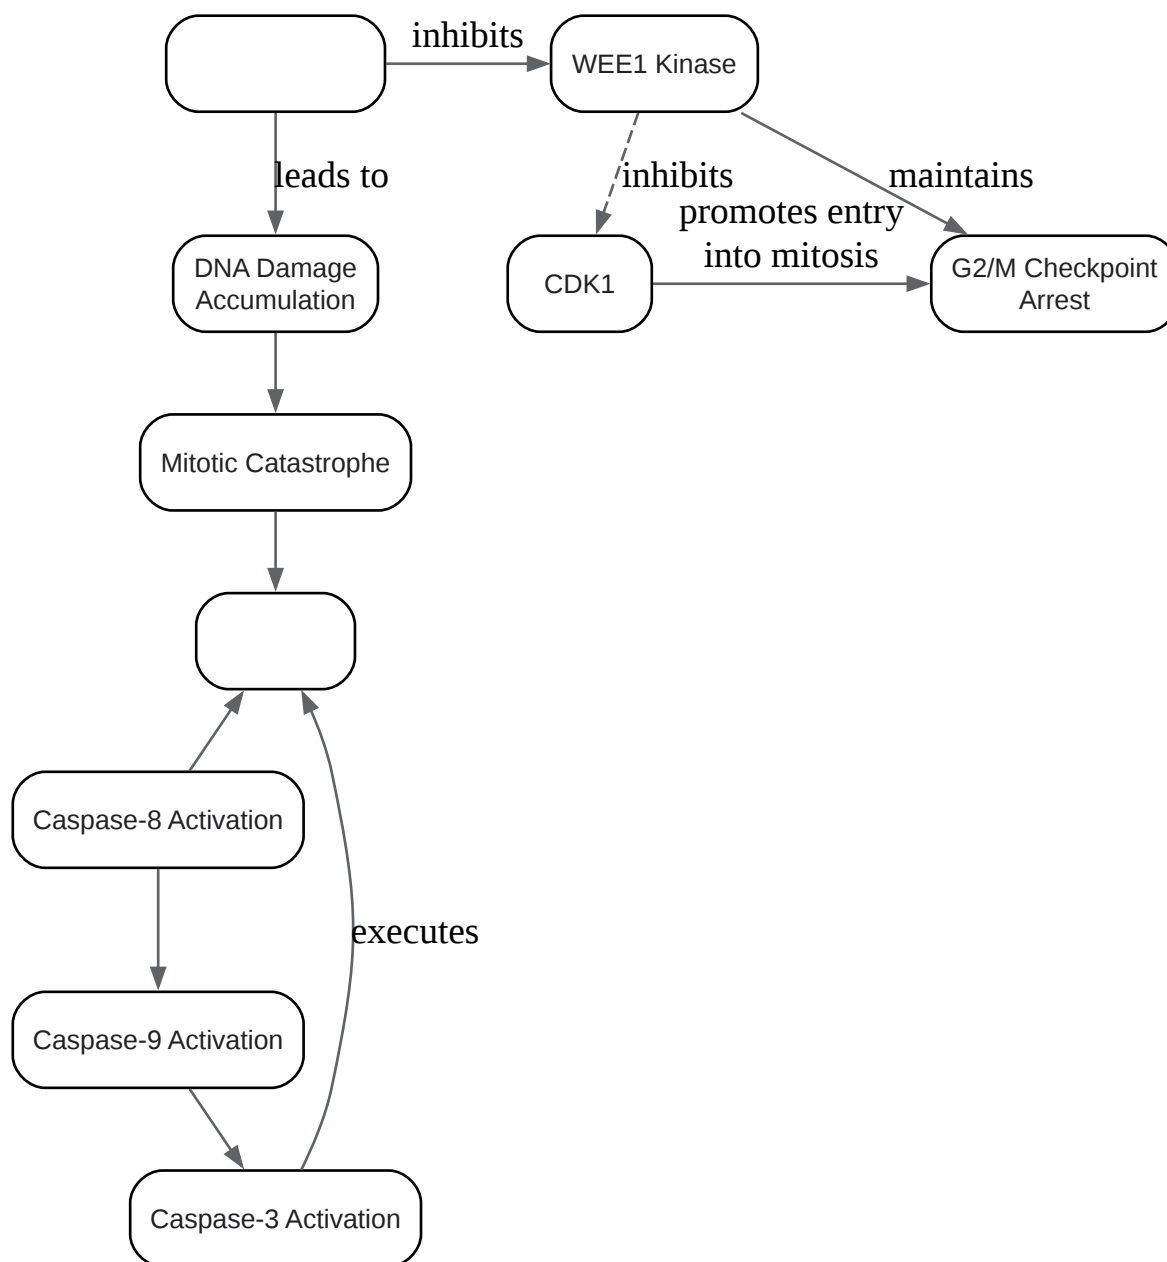 inhibits
WEE1 Kinase
leads to
inhibits
maintains
promotes entry
into mitosis
DNA Damage
Accumulation
CDK1
G2/M Checkpoint
Arrest
Mitotic Catastrophe
Caspase-8 Activation
executes
Caspase-9 Activation
Caspase-3 Activation